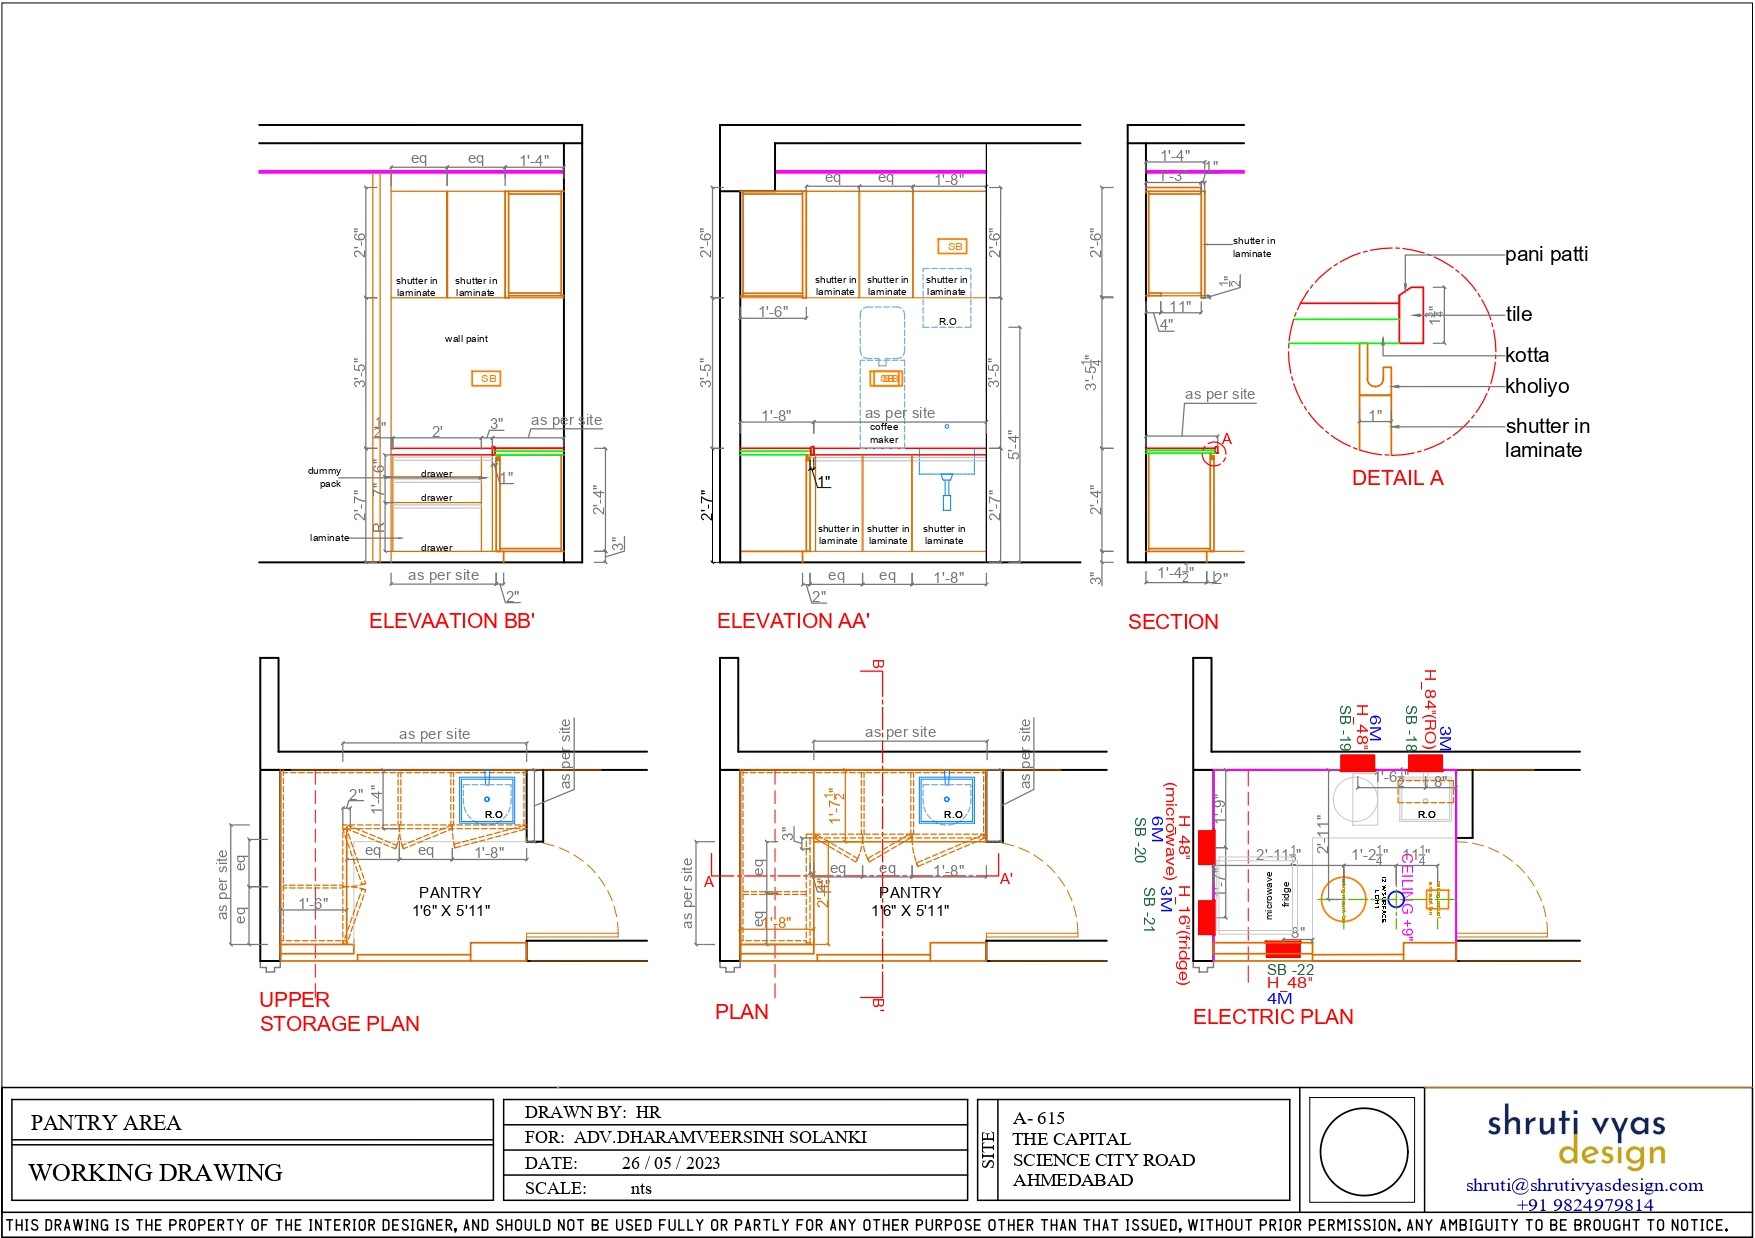 eq
eq
1'-4"
2'-6"
shutter in
laminate
shutter in
laminate
wall paint
3'-5"
SB
2'
3"
as per site
dummy
pack
drawer
drawer
1"
2'-7"
2'-4"
laminate
drawer
3"
as per site
2"
ELEVAATION BB'
eq
eq
1'-8"
2'-6"
SB
2'-6"
shutter in
laminate
shutter in
laminate
shutter in
laminate
1'-6"
R.O
3'-5"
3'-5"
1'-8"
as per site
coffee
maker
5'-4"
1"
2'-7"
2'-7"
shutter in
laminate
shutter in
laminate
shutter in
laminate
eq
eq
1'-8"
2"
ELEVATION AA'
1'-4"
1"
1'-3"
2'-6"
shutter in
laminate
11"
4"
as per site
A
2'-4"
3"
1'-4½"
2"
SECTION
pani patti
tile
kotta
kholiyo
1"
shutter in
laminate
DETAIL A
as per site
as per site
2"
1'-4"
R.O
eq
eq
1'-8"
as per site
eq
eq
1'-6"
PANTRY
1'6" X 5'11"
UPPER
STORAGE PLAN
B
as per site
as per site
1'-7½"
R.O
3"
eq
eq
1'-8"
as per site
eq
eq
A
A'
PANTRY
1'6" X 5'11"
1'-8"
B'
PLAN
SB -19
H_48"
6M
SB -18
H_84"(RO)
3M
8"
R.O
1'-9"
2'-11"
(microwave)
H 48"
6M
SB -20
H_16"(fridge)
3M
SB -21
microwave
fridge
CEILING +9"
8"
SB -22
H_48"
4M
ELECTRIC PLAN
PANTRY AREA
WORKING DRAWING
DRAWN BY: HR
FOR: ADV.DHARAMVEERSINH SOLANKI
DATE: 26 / 05 / 2023
SCALE: nts
SITE
A- 615
THE CAPITAL
SCIENCE CITY ROAD
AHMEDABAD
shruti vyas
design
shruti@shrutivyasdesign.com
+91 9824979814
THIS DRAWING IS THE PROPERTY OF THE INTERIOR DESIGNER, AND SHOULD NOT BE USED FULLY OR PARTLY FOR ANY OTHER PURPOSE OTHER THAN THAT ISSUED, WITHOUT PRIOR PERMISSION. ANY AMBIGUITY TO BE BROUGHT TO NOTICE.